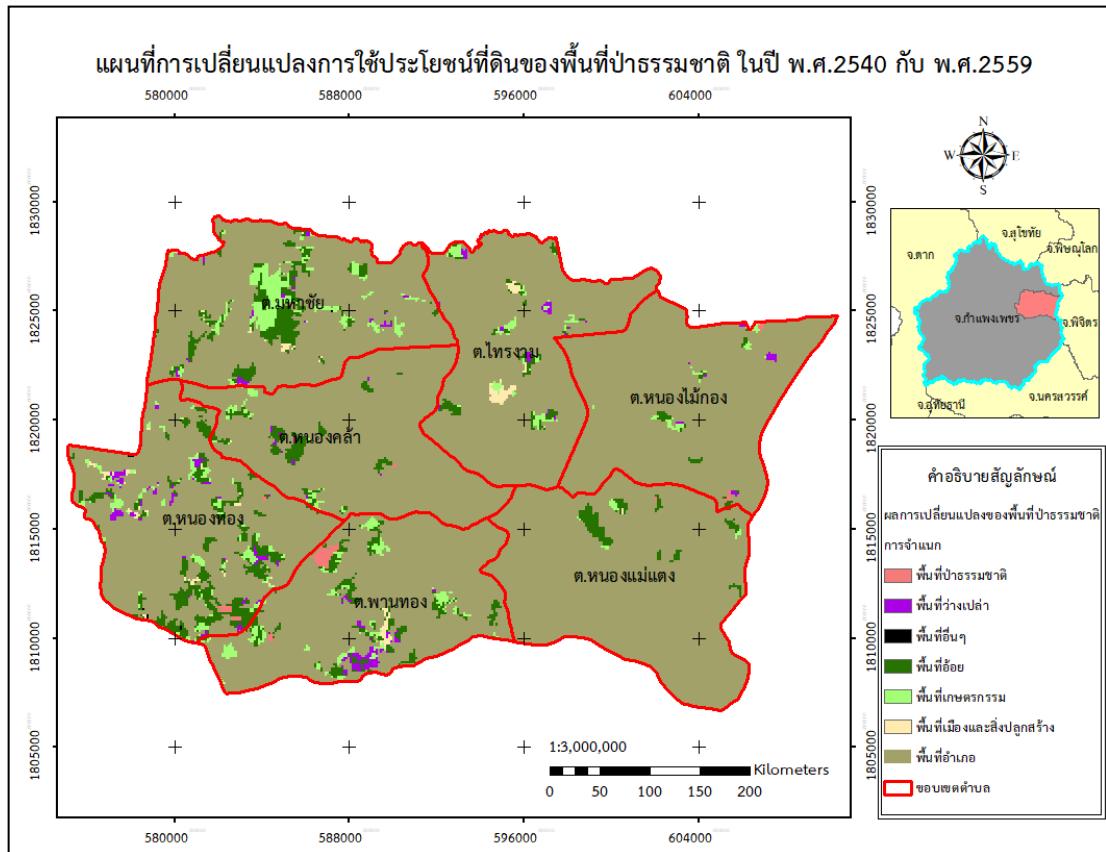 แผนที่การเปลี่ยนแปลงการใช้ประโยชน์ที่ดินของพื้นที่ป่าธรรมชาติ ในปี พ.ศ.2540 กับ พ.ศ.2559
580000 588000 596000 604000
1830000 1830000
1825000 1825000
1820000 1820000
1815000 1815000
1810000 1810000
1805000 1805000
ต.มหาชัย
ต.ไทรงาม
ต.หนองไม้กอง
ต.หนองคล้า
ต.หนองทอง
ต.หนองแม่แตง
ต.พานทอง
1:3,000,000
Kilometers
0 25 50 100 150 200
580000 588000 596000 604000
N
W E
S
จ.สุโขทัย
จ.ตาก
จ.พิษณุโลก
จ.กำแพงเพชร
จ.พิจิตร
จ.นครสวรรค์
จ.อุทัยธานี
คำอธิบายสัญลักษณ์
ผลการเปลี่ยนแปลงของพื้นที่ป่าธรรมชาติ
การจำแนก
พื้นที่ป่าธรรมชาติ
พื้นที่ว่างเปล่า
พื้นที่อื่นๆ
พื้นที่อ้อย
พื้นที่เกษตรกรรม
พื้นที่เมืองและสิ่งปลูกสร้าง
พื้นที่อำเภอ
ขอบเขตตำบล